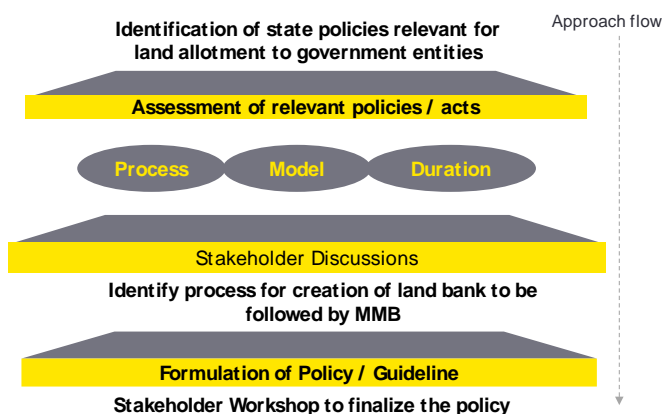 Identification of state policies relevant for
land allotment to government entities
Approach flow
Assessment of relevant policies / acts
Process Model Duration
Stakeholder Discussions
Identify process for creation of land bank to be
followed by MMB
Formulation of Policy / Guideline
Stakeholder Workshop to finalize the policy